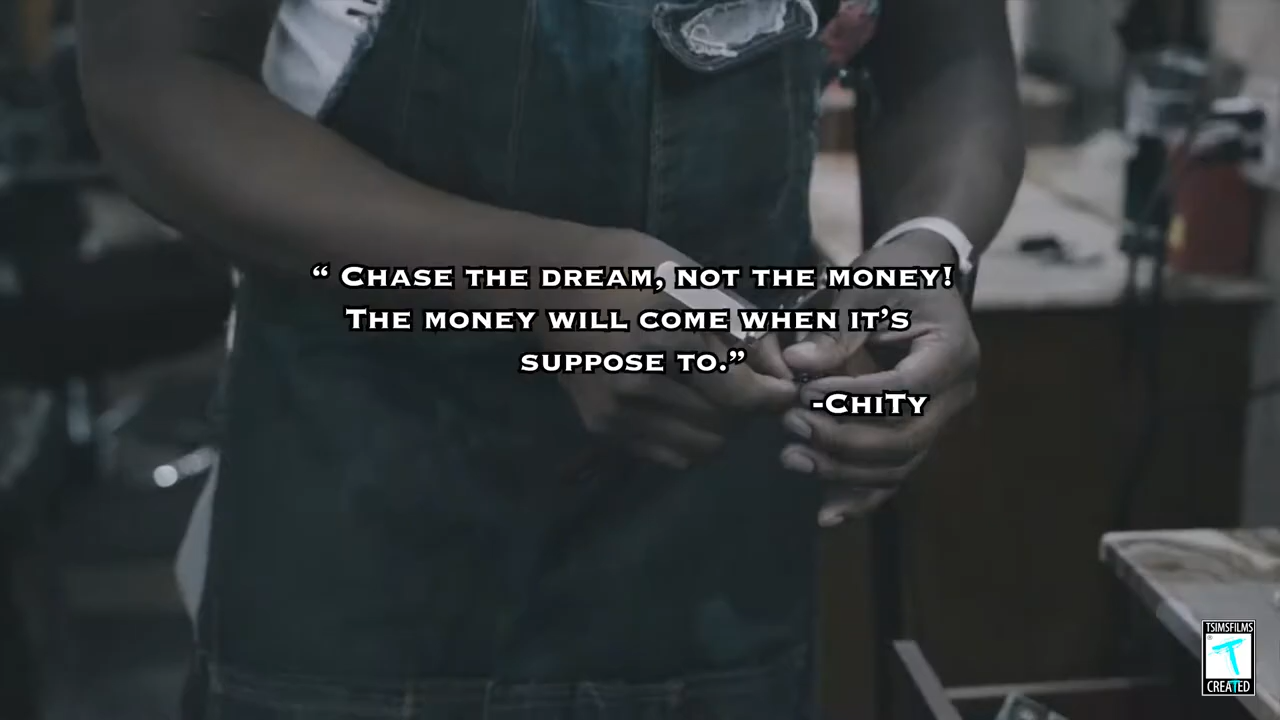 “ Chase the dream, not the money!
The money will come when it’s
suppose to.”
-ChiTy
TSIMSFILMS
T
CREATED